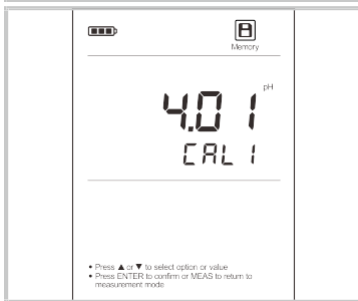 Memory
pH
4.01
CAL 1
• Press ▲ or ▼ to select option or value
• Press ENTER to confirm or MEAS to return to
measurement mode